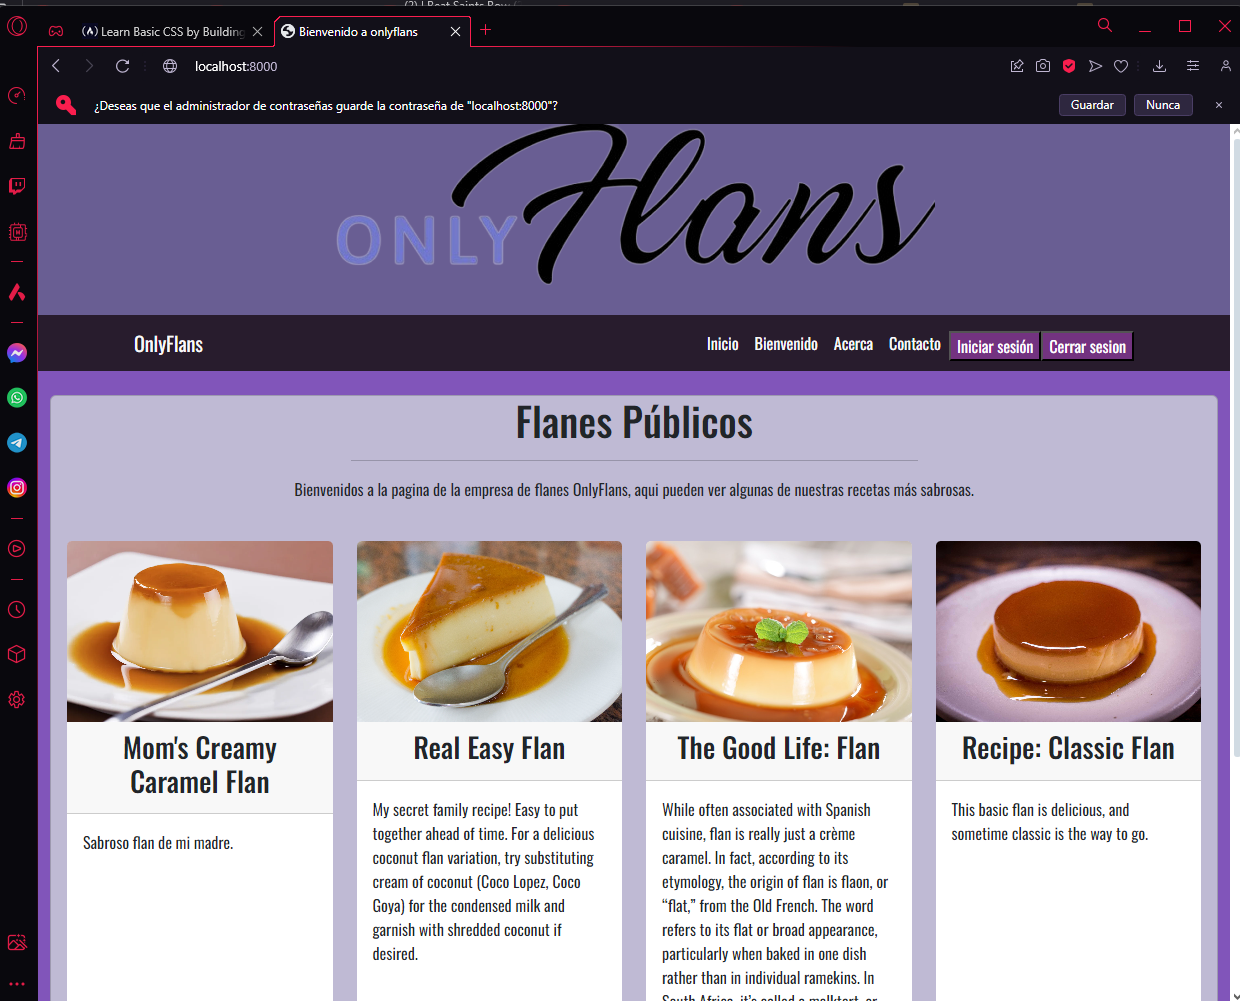 (2) I Beat Saints Row
Learn Basic CSS by Building
Bienvenido a onlyflans
localhost:8000
¿Deseas que el administrador de contraseñas guarde la contraseña de "localhost:8000"?
Guardar
Nunca
ONLY Flans
OnlyFlans
Inicio
Bienvenido
Acerca
Contacto
Iniciar sesión
Cerrar sesion
Flanes Públicos
Bienvenidos a la pagina de la empresa de flanes OnlyFlans, aqui pueden ver algunas de nuestras recetas más sabrosas.
Mom's Creamy
Caramel Flan
Sabroso flan de mi madre.
Real Easy Flan
My secret family recipe! Easy to put
together ahead of time. For a delicious
coconut flan variation, try substituting
cream of coconut (Coco Lopez, Coco
Goya) for the condensed milk and
garnish with shredded coconut if
desired.
The Good Life: Flan
While often associated with Spanish
cuisine, flan is really just a crème
caramel. In fact, according to its
etymology, the origin of flan is flaon, or
“flat,” from the Old French. The word
refers to its flat or broad appearance,
particularly when baked in one dish
rather than in individual ramekins. In
South Africa, it's called a melktart, or
Recipe: Classic Flan
This basic flan is delicious, and
sometime classic is the way to go.